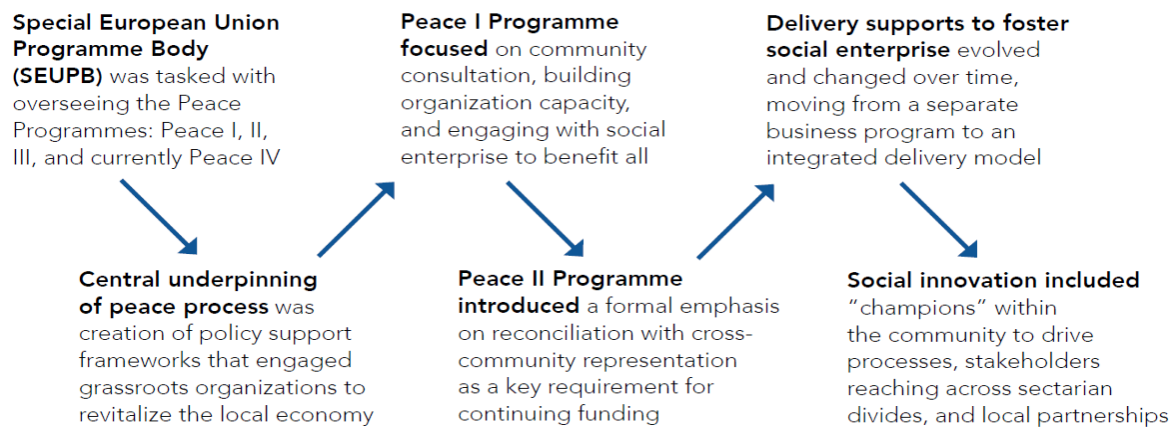 Special European Union
Programme Body
(SEUPB) was tasked with
overseeing the Peace
Programmes: Peace I, II,
III, and currently Peace IV
Central underpinning
of peace process was
creation of policy support
frameworks that engaged
grassroots organizations to
revitalize the local economy
Peace I Programme
focused on community
consultation, building
organization capacity,
and engaging with social
enterprise to benefit all
Peace II Programme
introduced a formal emphasis
on reconciliation with cross-
community representation
as a key requirement for
continuing funding
Delivery supports to foster
social enterprise evolved
and changed over time,
moving from a separate
business program to an
integrated delivery model
Social innovation included
“champions” within
the community to drive
processes, stakeholders
reaching across sectarian
divides, and local partnerships